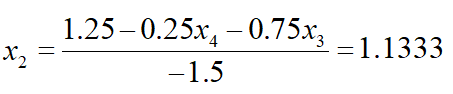 x₂ = (1.25 − 0.25x₄ − 0.75x₃) / −1.5 = 1.1333